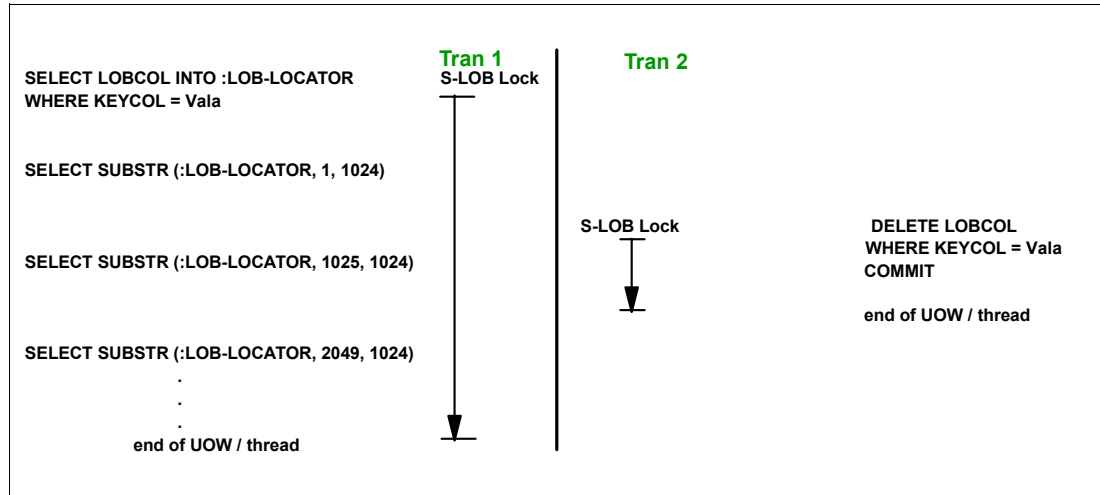 Tran 1
Tran 2
SELECT LOBCOL INTO :LOB-LOCATOR
WHERE KEYCOL = Vala
S-LOB Lock
SELECT SUBSTR (:LOB-LOCATOR, 1, 1024)
S-LOB Lock
DELETE LOBCOL
WHERE KEYCOL = Vala
COMMIT
SELECT SUBSTR (:LOB-LOCATOR, 1025, 1024)
end of UOW / thread
SELECT SUBSTR (:LOB-LOCATOR, 2049, 1024)
.
.
.
end of UOW / thread